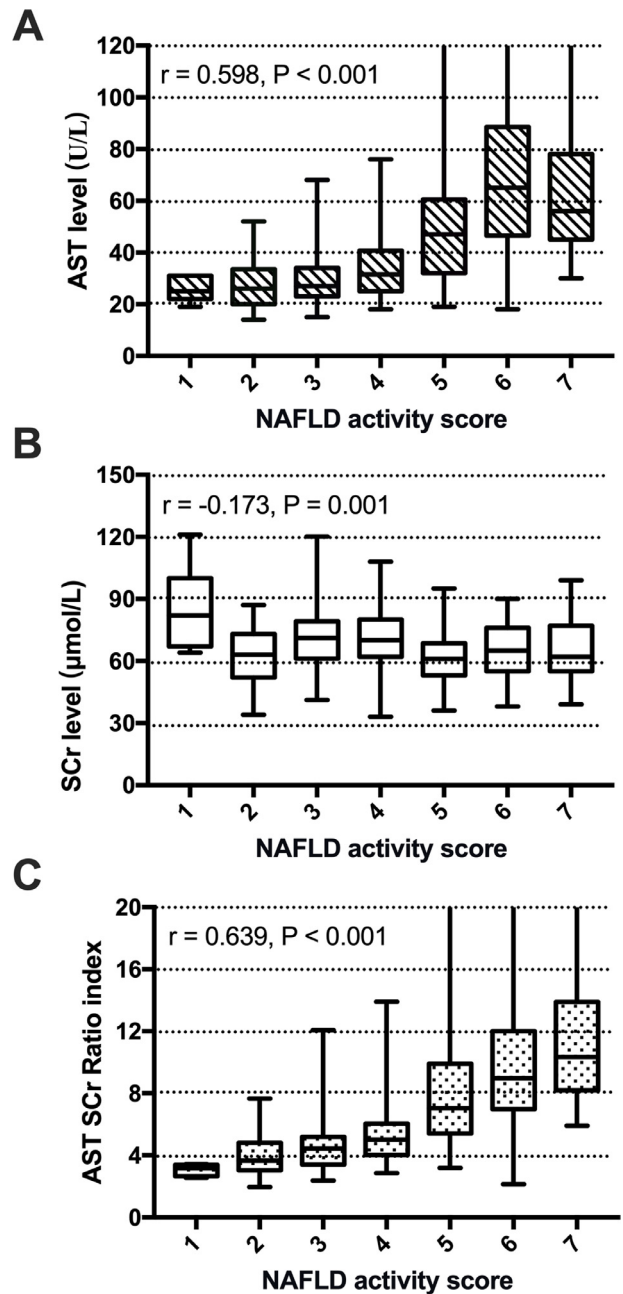 A
120
r = 0.598, P < 0.001
100
80
60
40
20
0
AST level (U/L)
1 2 3 4 5 6 7
NAFLD activity score
B
150
r = -0.173, P = 0.001
120
90
60
30
0
SCr level (µmol/L)
1 2 3 4 5 6 7
NAFLD activity score
C
20
r = 0.639, P < 0.001
16
12
8
4
0
AST SCr Ratio index
1 2 3 4 5 6 7
NAFLD activity score